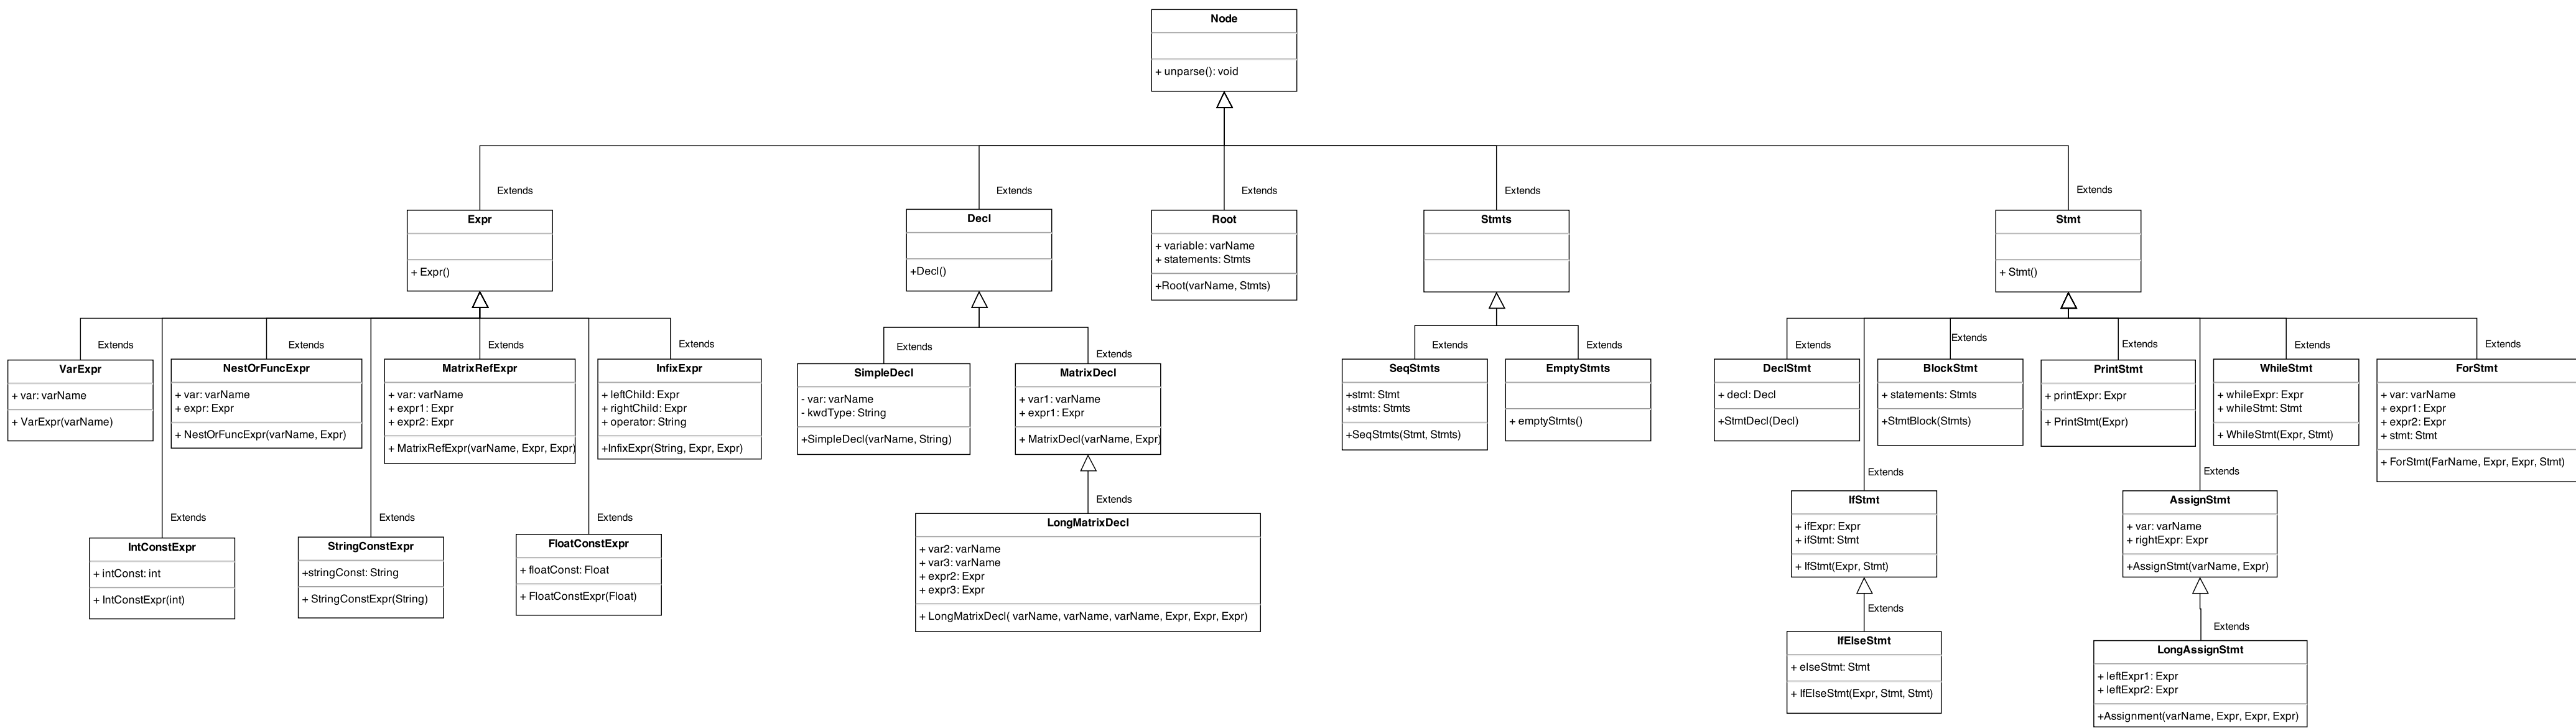 Node
+ unparse(): void
Extends
Extends
Extends
Extends
Extends
Expr
+ Expr()
Decl
+Decl()
Root
+ variable: varName
+ statements: Stmts
+Root(varName, Stmts)
Stmts
Stmt
+ Stmt()
Extends
Extends
Extends
Extends
Extends
Extends
Extends
Extends
Extends
Extends
Extends
Extends
Extends
VarExpr
+ var: varName
+ VarExpr(varName)
NestOrFuncExpr
+ var: varName
+ expr: Expr
+ NestOrFuncExpr(varName, Expr)
MatrixRefExpr
+ var: varName
+ expr1: Expr
+ expr2: Expr
+ MatrixRefExpr(varName, Expr, Expr)
InfixExpr
+ leftChild: Expr
+ rightChild: Expr
+ operator: String
+InfixExpr(String, Expr, Expr)
SimpleDecl
- var: varName
- kwdType: String
+SimpleDecl(varName, String)
MatrixDecl
+ var1: varName
+ expr1: Expr
+ MatrixDecl(varName, Expr)
SeqStmts
+stmt: Stmt
+stmts: Stmts
+SeqStmts(Stmt, Stmts)
EmptyStmts
+ emptyStmts()
DeclStmt
+ decl: Decl
+StmtDecl(Decl)
BlockStmt
+ statements: Stmts
+StmtBlock(Stmts)
PrintStmt
+ printExpr: Expr
+ PrintStmt(Expr)
WhileStmt
+ whileExpr: Expr
+ whileStmt: Stmt
+ WhileStmt(Expr, Stmt)
ForStmt
+ var: varName
+ expr1: Expr
+ expr2: Expr
+ stmt: Stmt
+ ForStmt(FarName, Expr, Expr, Stmt)
Extends
Extends
Extends
Extends
Extends
Extends
IntConstExpr
+ intConst: int
+ IntConstExpr(int)
StringConstExpr
+stringConst: String
+ StringConstExpr(String)
FloatConstExpr
+ floatConst: Float
+ FloatConstExpr(Float)
LongMatrixDecl
+ var2: varName
+ var3: varName
+ expr2: Expr
+ expr3: Expr
+ LongMatrixDecl( varName, varName, varName, Expr, Expr, Expr)
IfStmt
+ ifExpr: Expr
+ ifStmt: Stmt
+ IfStmt(Expr, Stmt)
AssignStmt
+ var: varName
+ rightExpr: Expr
+AssignStmt(varName, Expr)
Extends
Extends
IfElseStmt
+ elseStmt: Stmt
+ IfElseStmt(Expr, Stmt, Stmt)
LongAssignStmt
+ leftExpr1: Expr
+ leftExpr2: Expr
+Assignment(varName, Expr, Expr, Expr)